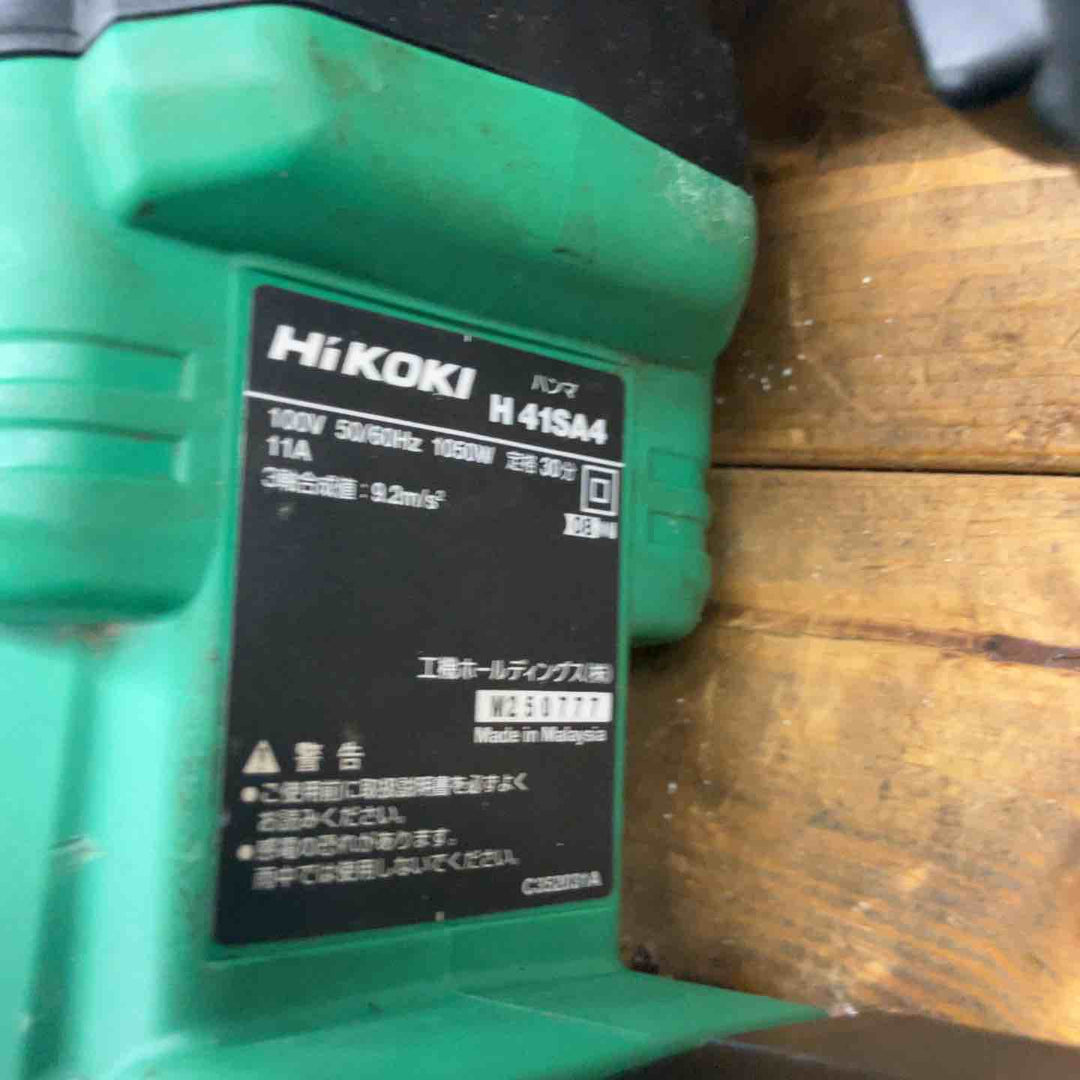 HiKOKI
ハンマ
H 41SA4
100V 50/60Hz 1050W 定格 30分
11A
3軸合成値：9.2m/s²
工機ホールディングス(株)
M250777
Made in Malaysia
警告
●ご使用前に取扱説明書を必ずよく
お読みください。
●感電の恐れがあります。
雨中では使用しないでください。
C352031A